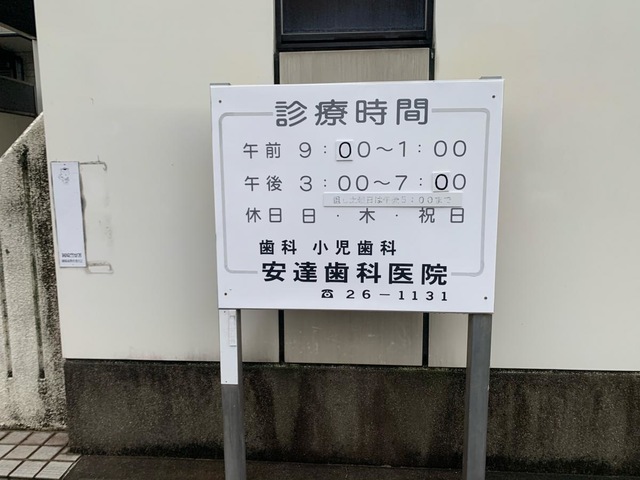 診療時間
午前 9:00～1:00
午後 3:00～7:00
休日 日・木・祝日
歯科 小児歯科
安達歯科医院
☎ 26-1131